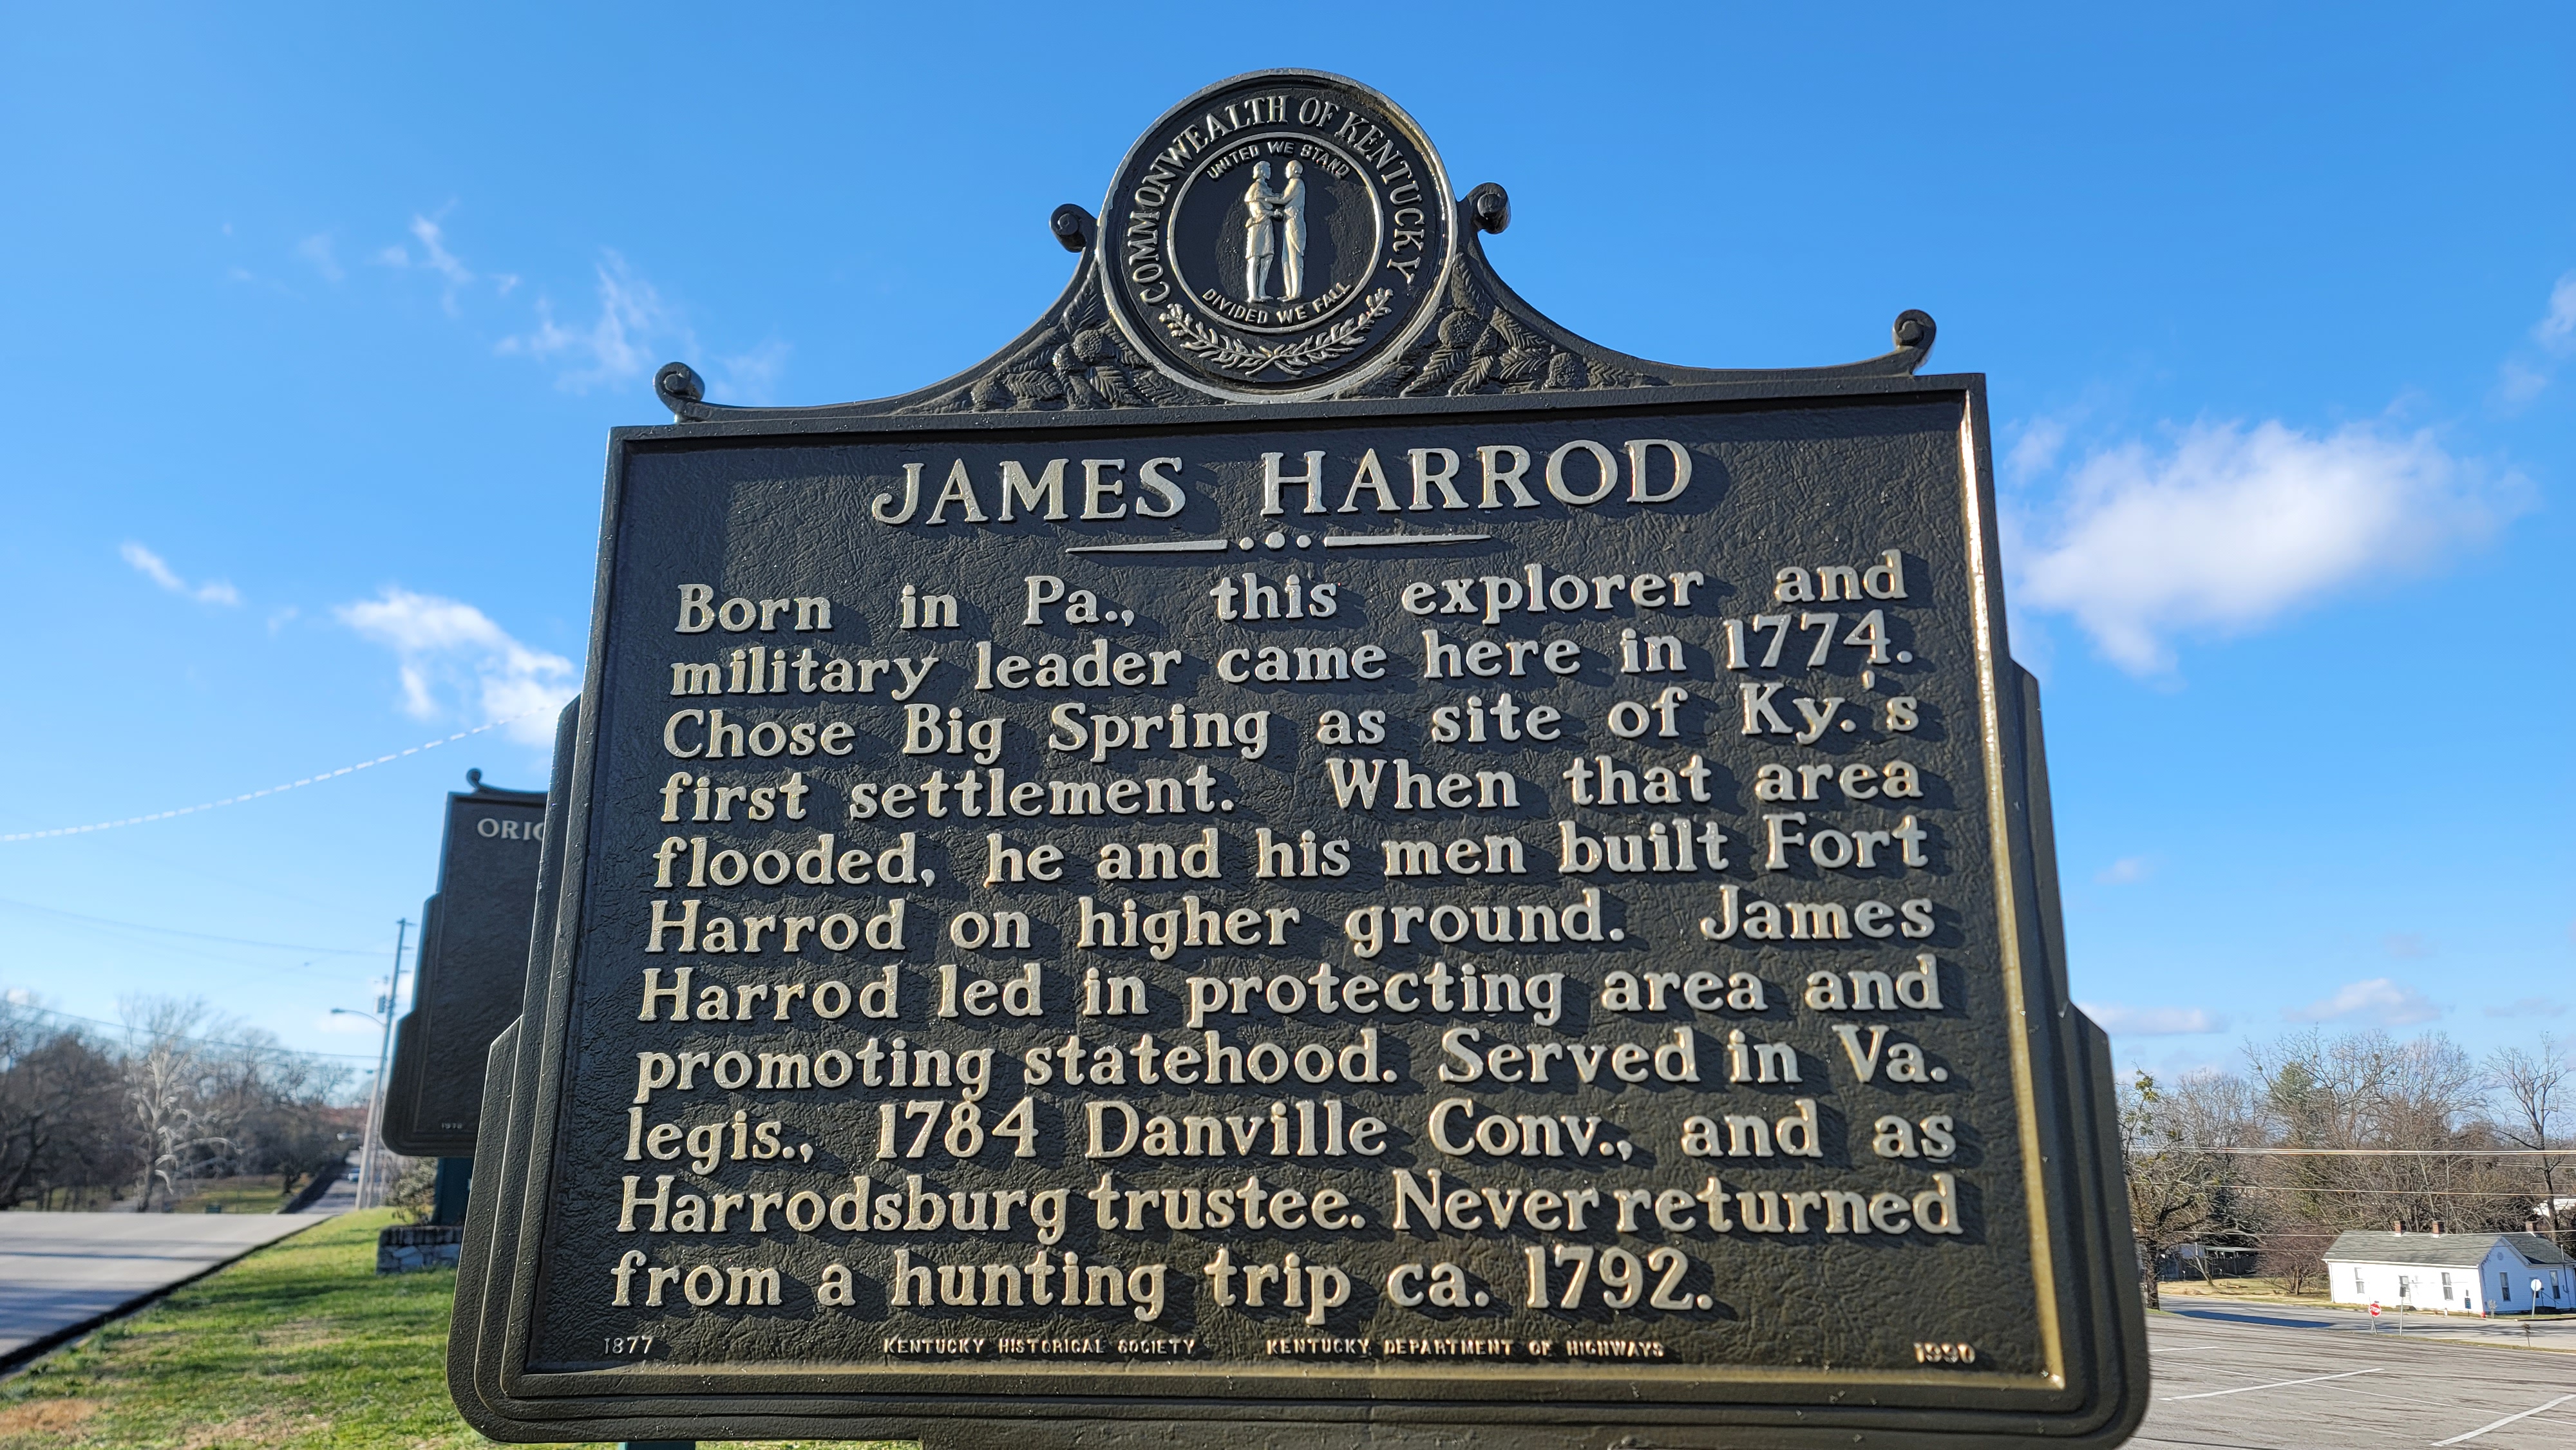 COMMONWEALTH OF KENTUCKY
UNITED WE STAND
DIVIDED WE FALL
JAMES HARROD
Born in Pa., this explorer and
military leader came here in 1774.
Chose Big Spring as site of Ky.'s
first settlement. When that area
flooded, he and his men built Fort
Harrod on higher ground. James
Harrod led in protecting area and
promoting statehood. Served in Va.
legis., 1784 Danville Conv., and as
Harrodsburg trustee. Never returned
from a hunting trip ca. 1792.
1877 KENTUCKY HISTORICAL SOCIETY KENTUCKY DEPARTMENT OF HIGHWAYS 1990